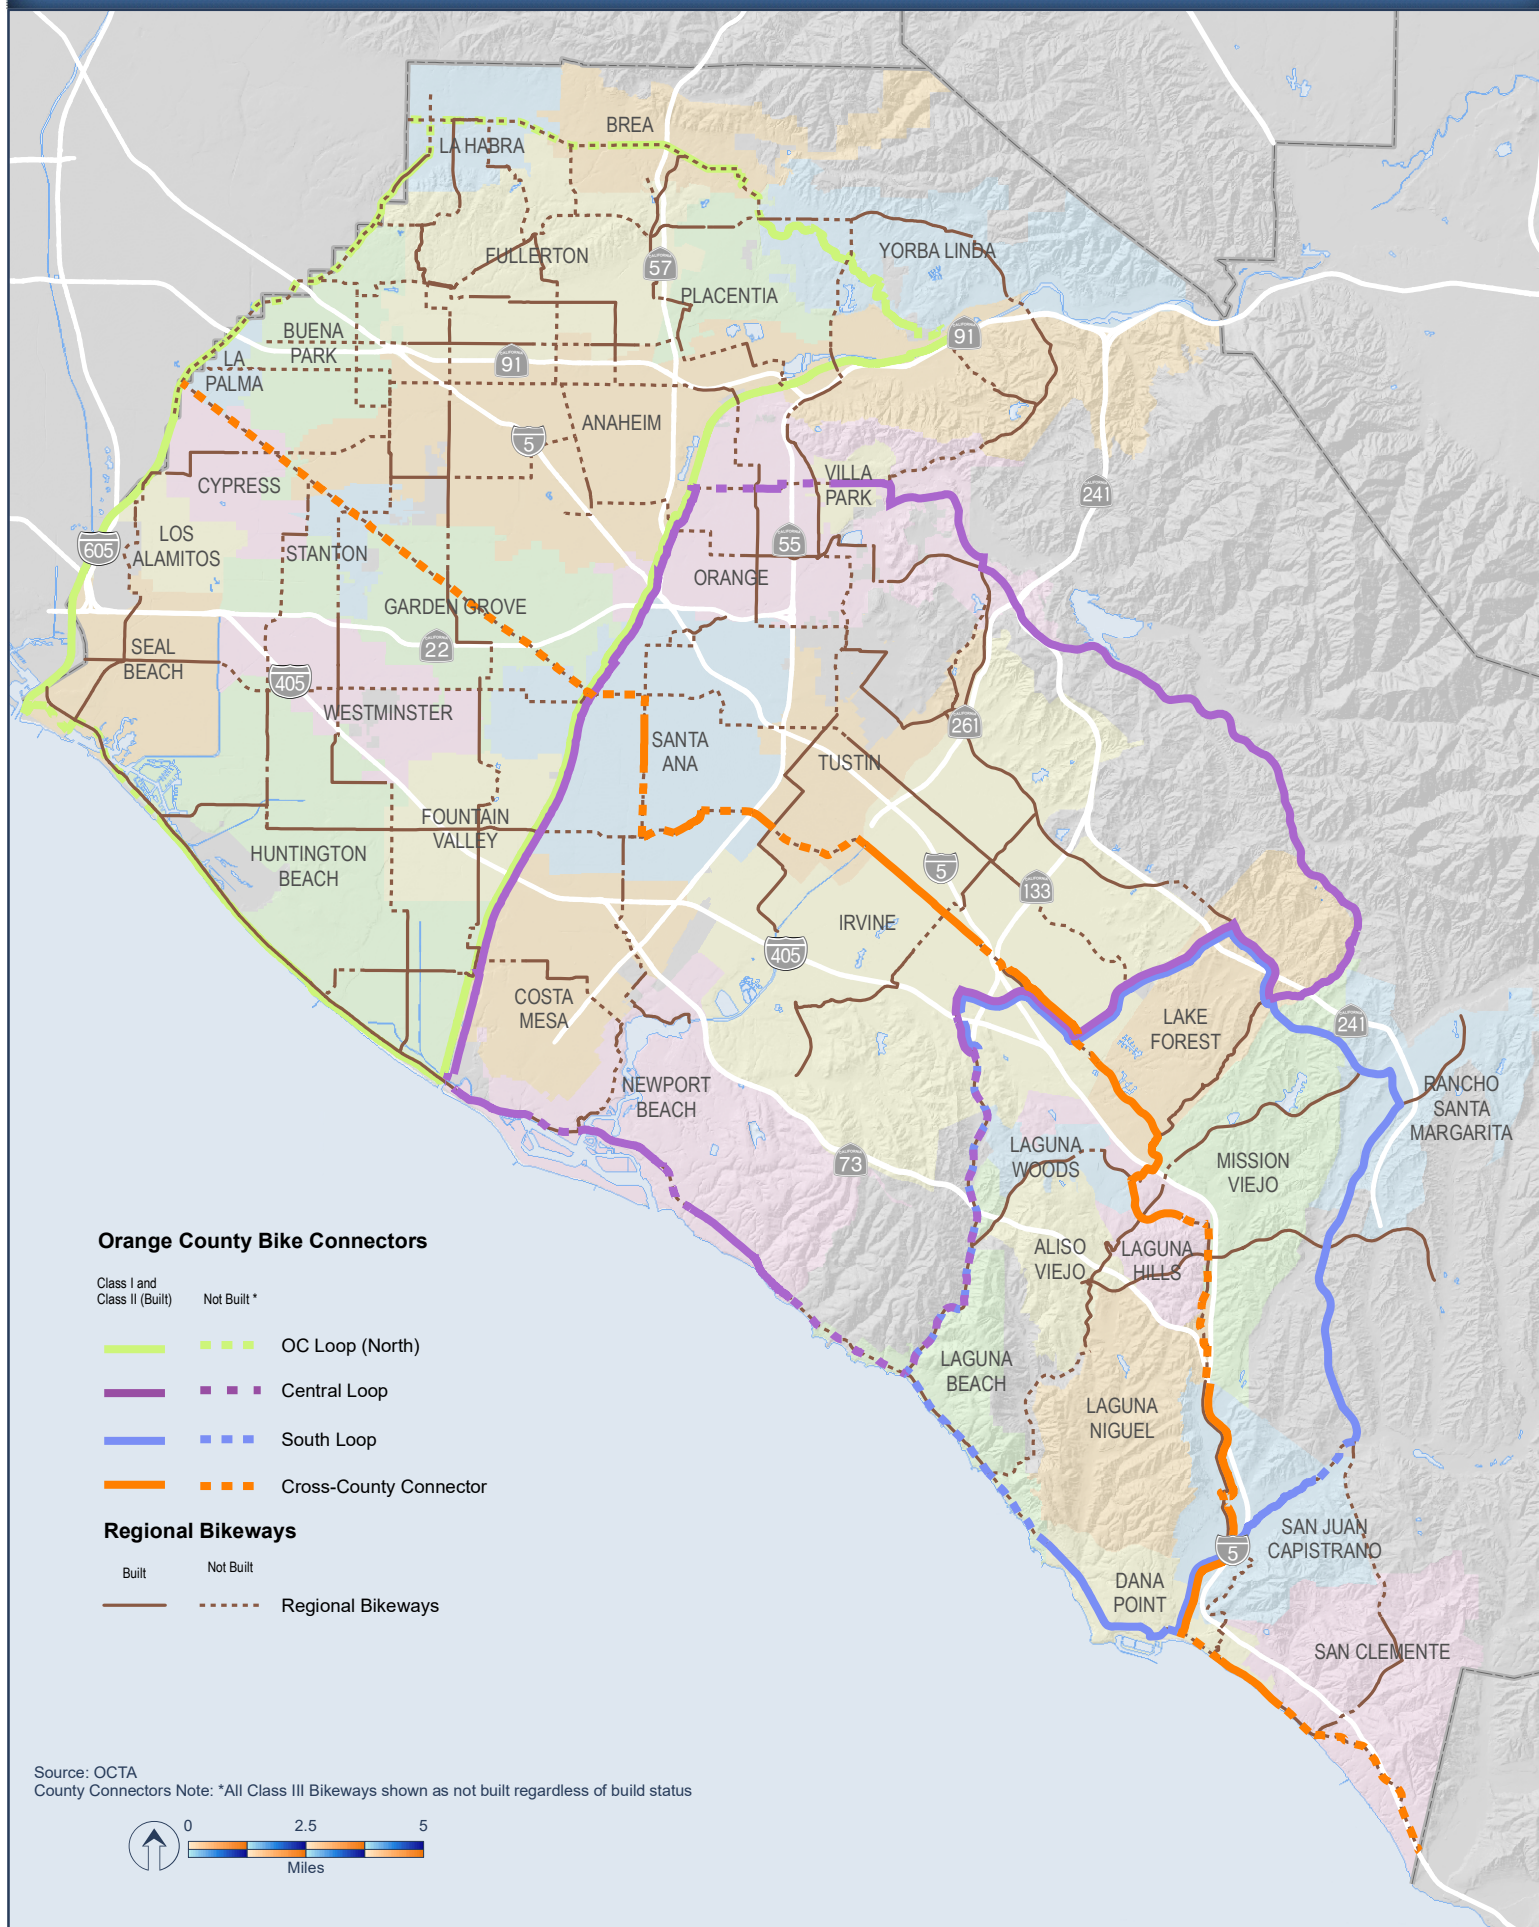 BREA
LA HABRA
YORBA LINDA
FULLERTON
57
PLACENTIA
BUENA
PARK
91
LA
PALMA
91
ANAHEIM
5
VILLA
PARK
CYPRESS
241
LOS
ALAMITOS
605
STANTON
55
ORANGE
GARDEN GROVE
22
SEAL
BEACH
405
WESTMINSTER
261
SANTA
ANA
TUSTIN
FOUNTAIN
VALLEY
HUNTINGTON
BEACH
5
133
IRVINE
405
COSTA
MESA
LAKE
FOREST
241
NEWPORT
BEACH
RANCHO
SANTA
MARGARITA
LAGUNA
WOODS
73
MISSION
VIEJO
ALISO
VIEJO
LAGUNA
HILLS
LAGUNA
BEACH
LAGUNA
NIGUEL
SAN JUAN
CAPISTRANO
5
DANA
POINT
SAN CLEMENTE
Orange County Bike Connectors
Class I and
Class II (Built)
Not Built *
OC Loop (North)
Central Loop
South Loop
Cross-County Connector
Regional Bikeways
Built
Not Built
Regional Bikeways
Source: OCTA
County Connectors Note: *All Class III Bikeways shown as not built regardless of build status
0 2.5 5
Miles